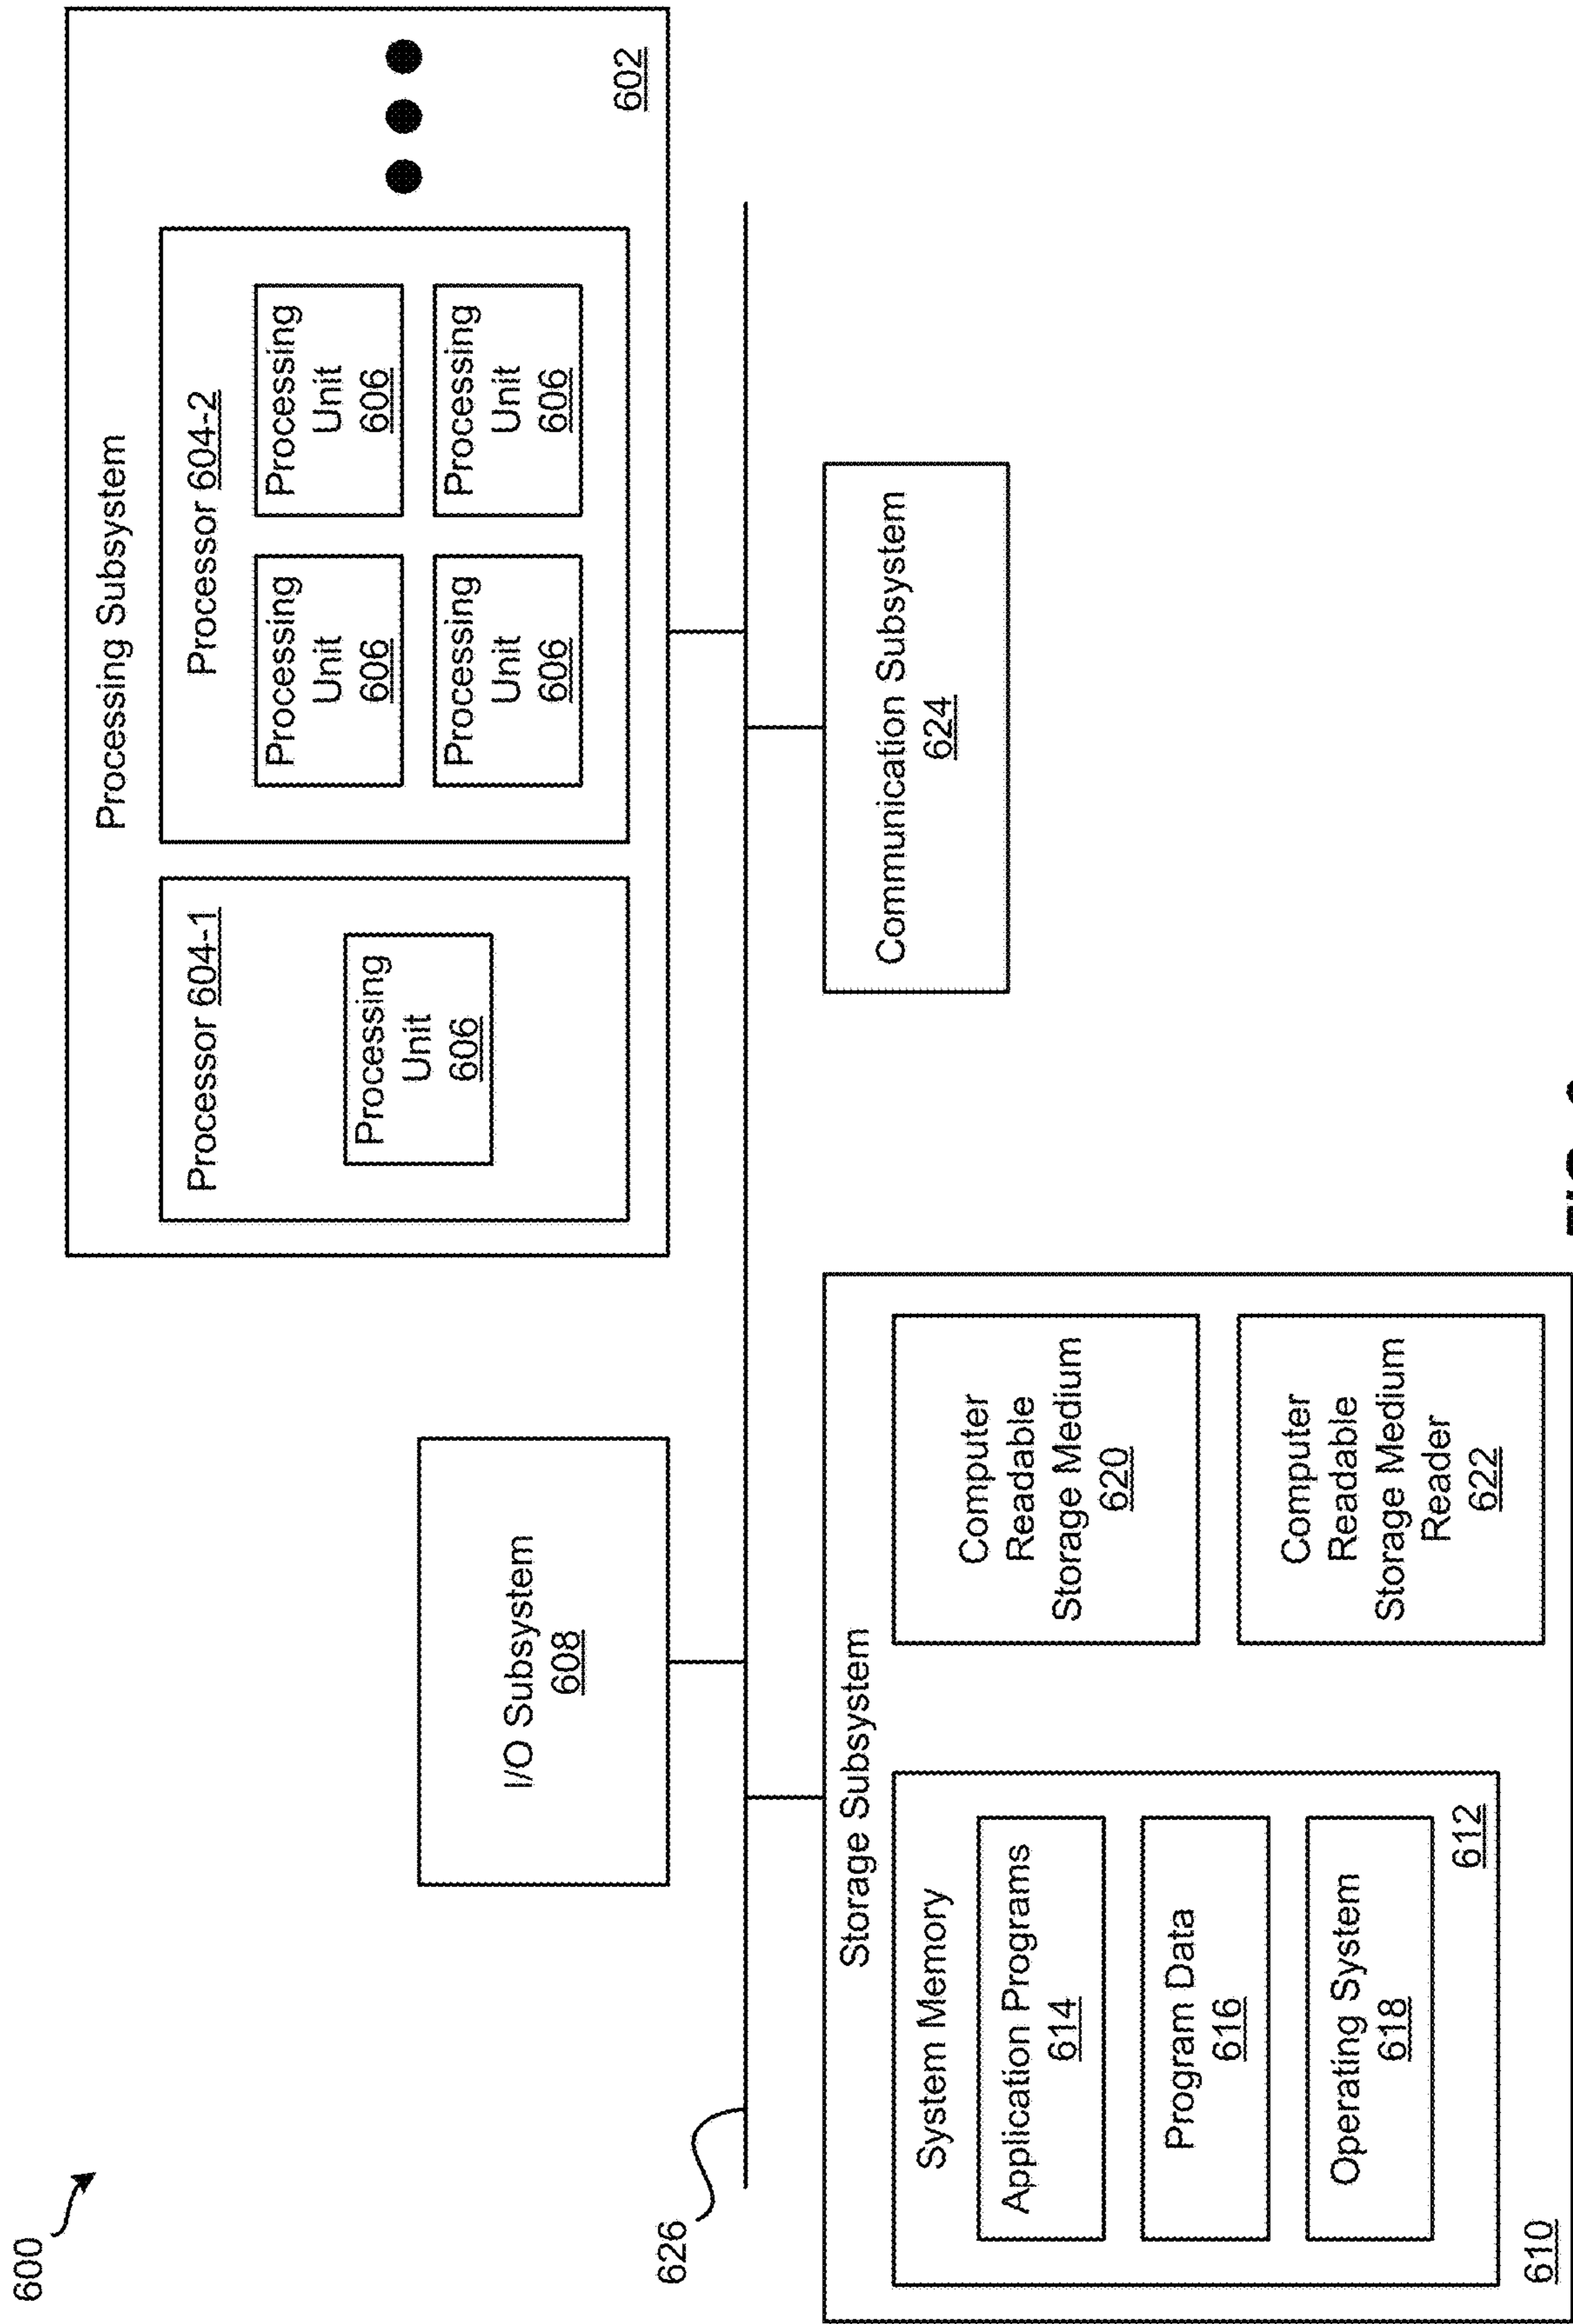 600
Processing Subsystem
Processor 604-1
Processing
Unit
606
Processor 604-2
Processing
Unit
606
Processing
Unit
606
Processing
Unit
606
Processing
Unit
606
602
I/O Subsystem
608
626
Storage Subsystem
System Memory
Application Programs
614
Program Data
616
Operating System
618
612
Computer
Readable
Storage Medium
620
Computer
Readable
Storage Medium
Reader
622
610
Communication Subsystem
624